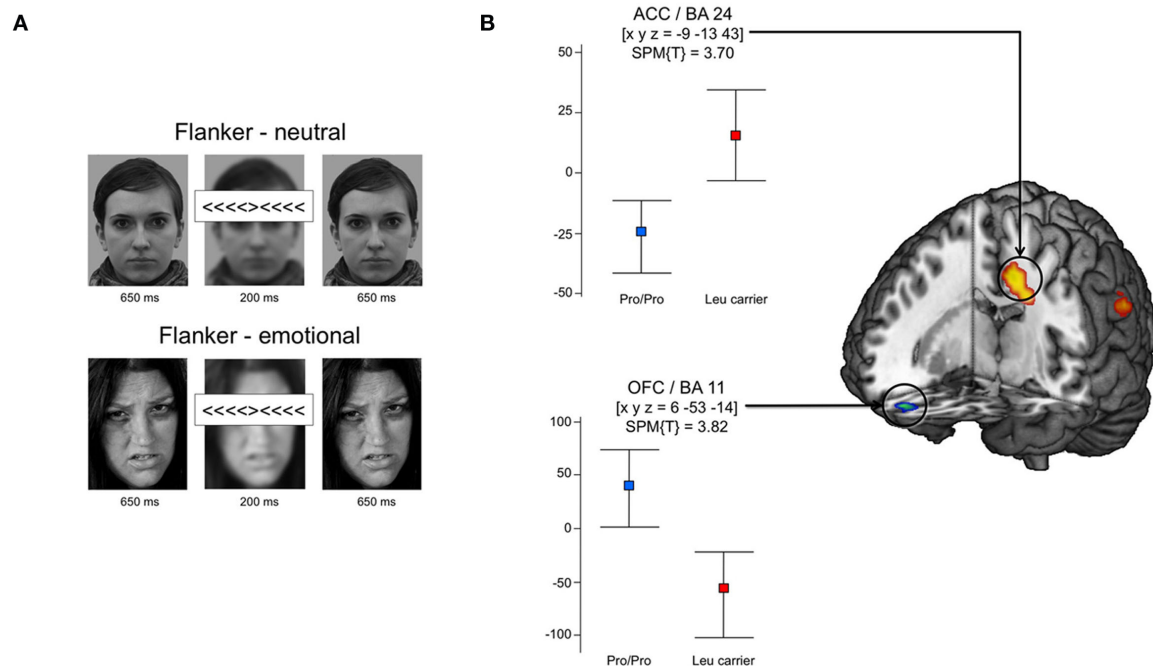 A
Flanker - neutral
<<<<><<<<
650 ms
200 ms
650 ms
Flanker - emotional
<<<<><<<<
650 ms
200 ms
650 ms
B
ACC / BA 24
[x y z = -9 -13 43]
SPM{T} = 3.70
50
25
0
-25
-50
Pro/Pro
Leu carrier
OFC / BA 11
[x y z = 6 -53 -14]
SPM{T} = 3.82
100
50
0
-50
-100
Pro/Pro
Leu carrier